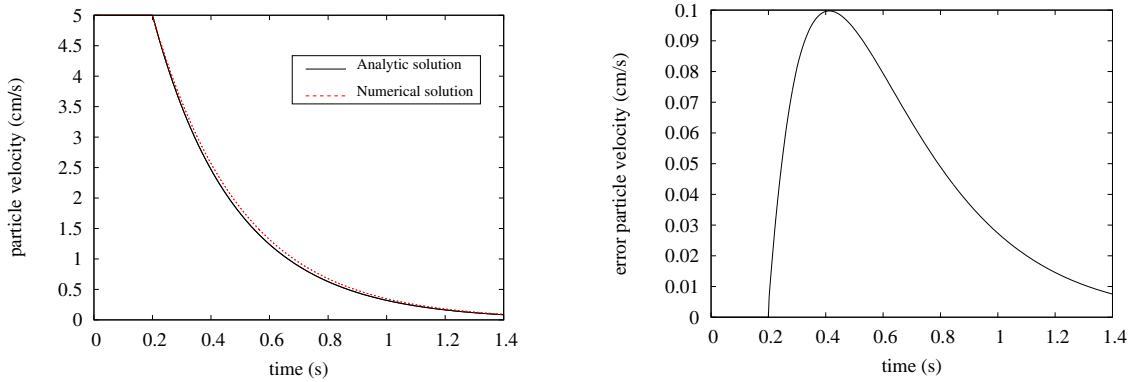 5
4.5
4
3.5
3
2.5
2
1.5
1
0.5
0
particle velocity (cm/s)
0 0.2 0.4 0.6 0.8 1 1.2 1.4
time (s)
Analytic solution
Numerical solution
0.1
0.09
0.08
0.07
0.06
0.05
0.04
0.03
0.02
0.01
0
error particle velocity (cm/s)
0 0.2 0.4 0.6 0.8 1 1.2 1.4
time (s)